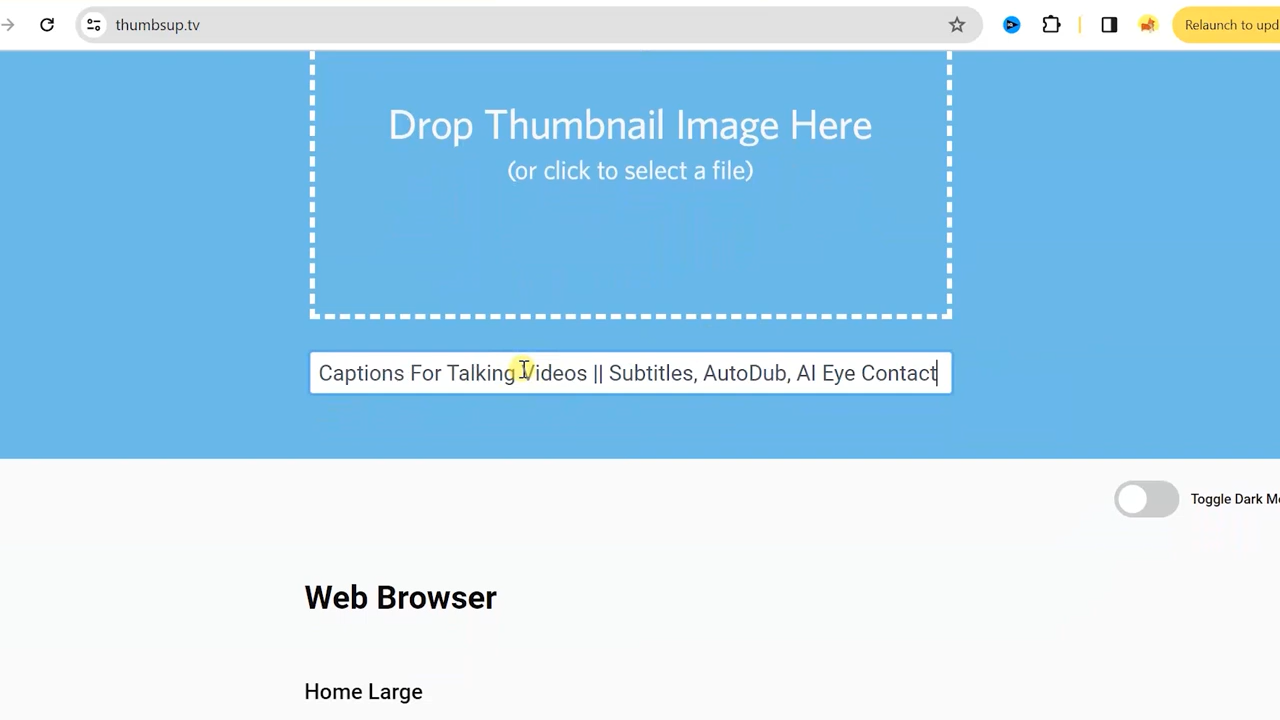 thumbsup.tv
Relaunch to upd
Drop Thumbnail Image Here
(or click to select a file)
Captions For Talking Videos || Subtitles, AutoDub, AI Eye Contact
Toggle Dark Mo
Web Browser
Home Large